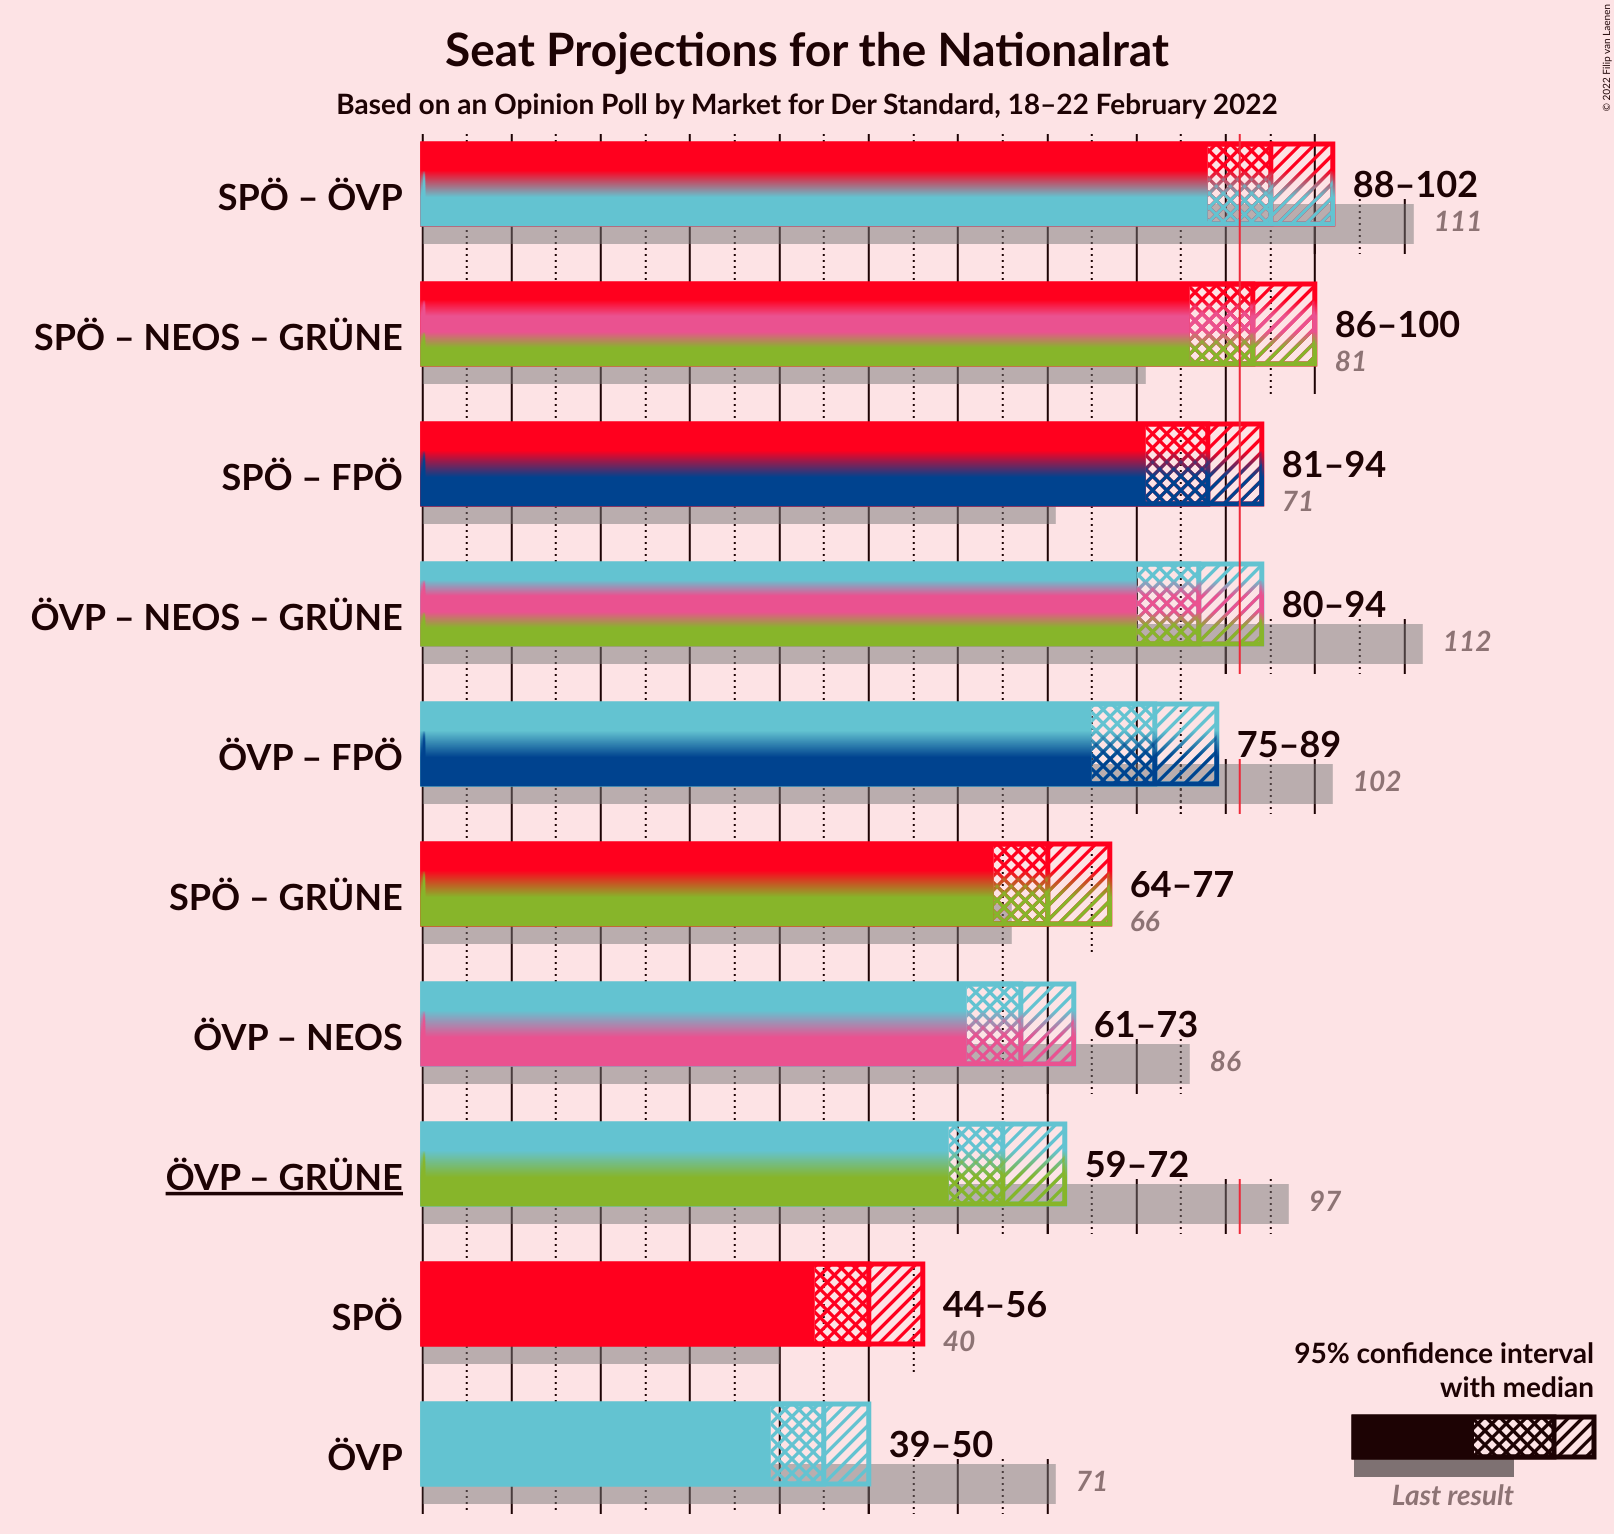 Seat Projections for the Nationalrat
Based on an Opinion Poll by Market for Der Standard, 18–22 February 2022
© 2022 Filip van Laenen
SPÖ – ÖVP
88–102
111
SPÖ – NEOS – GRÜNE
86–100
81
SPÖ – FPÖ
81–94
71
ÖVP – NEOS – GRÜNE
80–94
112
ÖVP – FPÖ
75–89
102
SPÖ – GRÜNE
64–77
66
ÖVP – NEOS
61–73
86
ÖVP – GRÜNE
59–72
97
SPÖ
44–56
40
ÖVP
39–50
71
95% confidence interval
with median
Last result